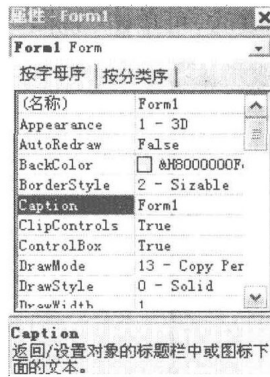 属性 - Form1
Form1 Form
按字母序 按分类序
(名称) Form1
Appearance 1 - 3D
AutoRedraw False
BackColor &H8000000F&
BorderStyle 2 - Sizable
Caption Form1
ClipControls True
ControlBox True
DrawMode 13 - Copy Per
DrawStyle 0 - Solid
DrawWidth 1
Caption
返回/设置对象的标题栏中或图标下
面的文本。